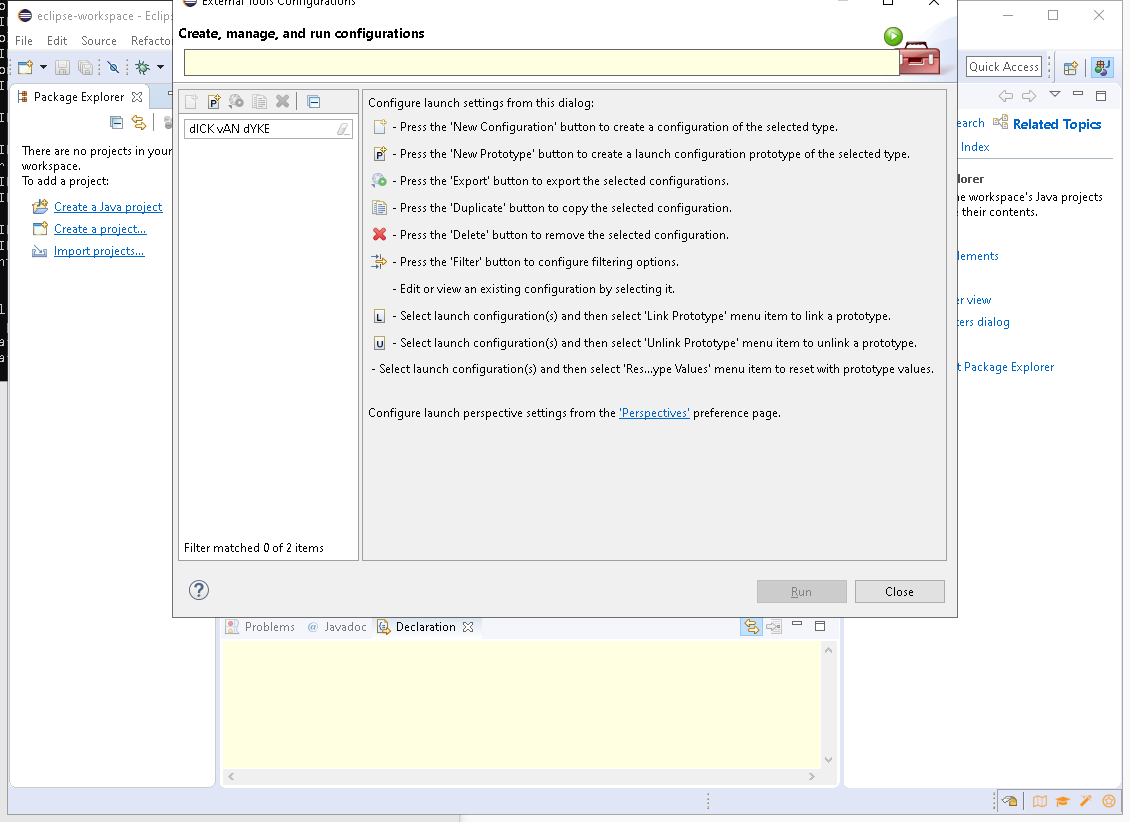 eclipse-workspace - Eclip
External Tools Configurations
File Edit Source Refacto
Create, manage, and run configurations
Quick Access
Package Explorer
There are no projects in your
workspace.
To add a project:
Create a Java project
Create a project...
Import projects...
dICK vAN dYKE
Filter matched 0 of 2 items
Configure launch settings from this dialog:
- Press the 'New Configuration' button to create a configuration of the selected type.
P - Press the 'New Prototype' button to create a launch configuration prototype of the selected type.
- Press the 'Export' button to export the selected configurations.
- Press the 'Duplicate' button to copy the selected configuration.
- Press the 'Delete' button to remove the selected configuration.
- Press the 'Filter' button to configure filtering options.
- Edit or view an existing configuration by selecting it.
L - Select launch configuration(s) and then select 'Link Prototype' menu item to link a prototype.
U - Select launch configuration(s) and then select 'Unlink Prototype' menu item to unlink a prototype.
- Select launch configuration(s) and then select 'Res...ype Values' menu item to reset with prototype values.
Configure launch perspective settings from the 'Perspectives' preference page.
? Run Close
earch Related Topics
Index
lorer
he workspace's Java projects
their contents.
lements
er view
ters dialog
t Package Explorer
Problems @ Javadoc Declaration